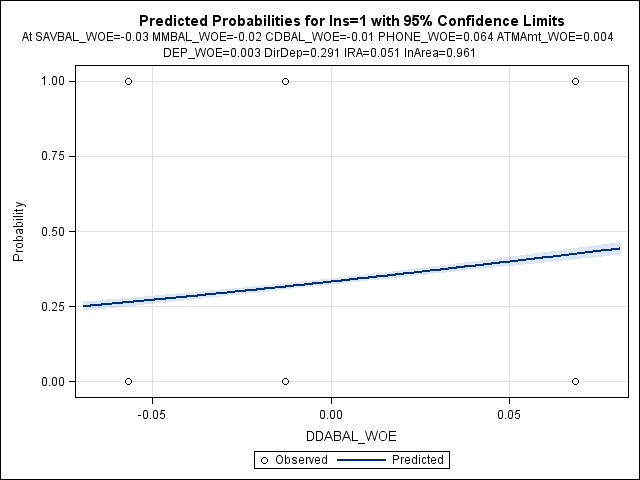 Predicted Probabilities for Ins=1 with 95% Confidence Limits
At SAVBAL_WOE=-0.03 MMBAL_WOE=-0.02 CDBAL_WOE=-0.01 PHONE_WOE=0.064 ATMAmt_WOE=0.004
DEP_WOE=0.003 DirDep=0.291 IRA=0.051 InArea=0.961
1.00
0.75
Probability
0.50
0.25
0.00
-0.05 0.00 0.05
DDABAL_WOE
Observed Predicted